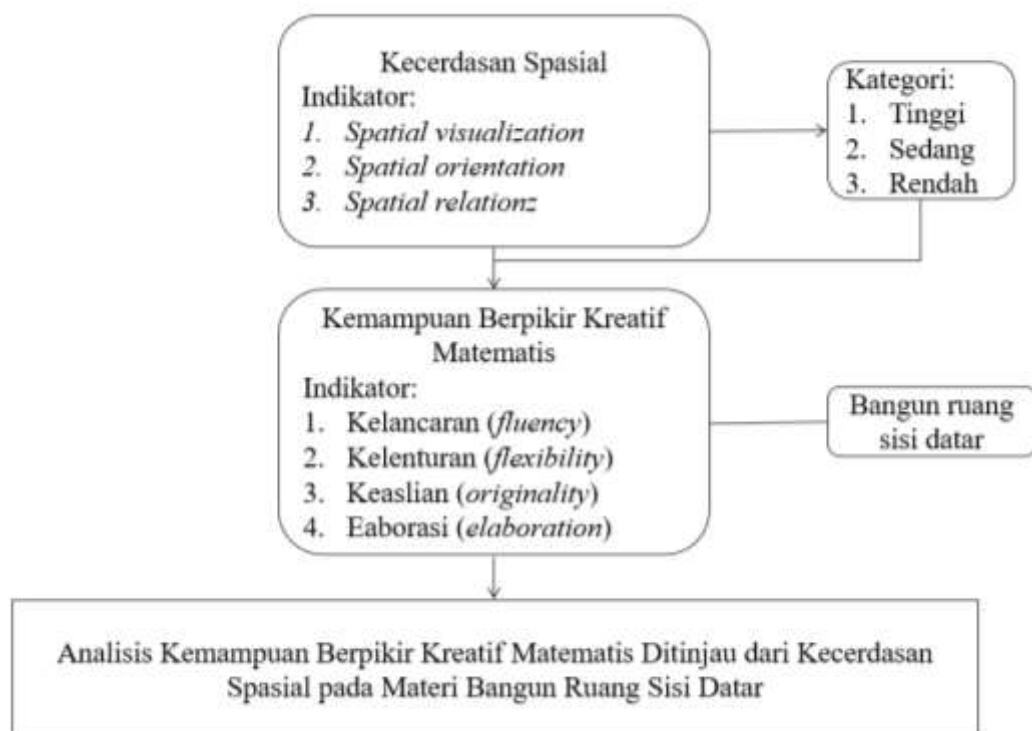 Kecerdasan Spasial
Indikator:
1. Spatial visualization
2. Spatial orientation
3. Spatial relationz
Kategori:
1. Tinggi
2. Sedang
3. Rendah
Kemampuan Berpikir Kreatif
Matematis
Indikator:
1. Kelancaran (fluency)
2. Kelenturan (flexibility)
3. Keaslian (originality)
4. Eaborasi (elaboration)
Bangun ruang
sisi datar
Analisis Kemampuan Berpikir Kreatif Matematis Ditinjau dari Kecerdasan
Spasial pada Materi Bangun Ruang Sisi Datar